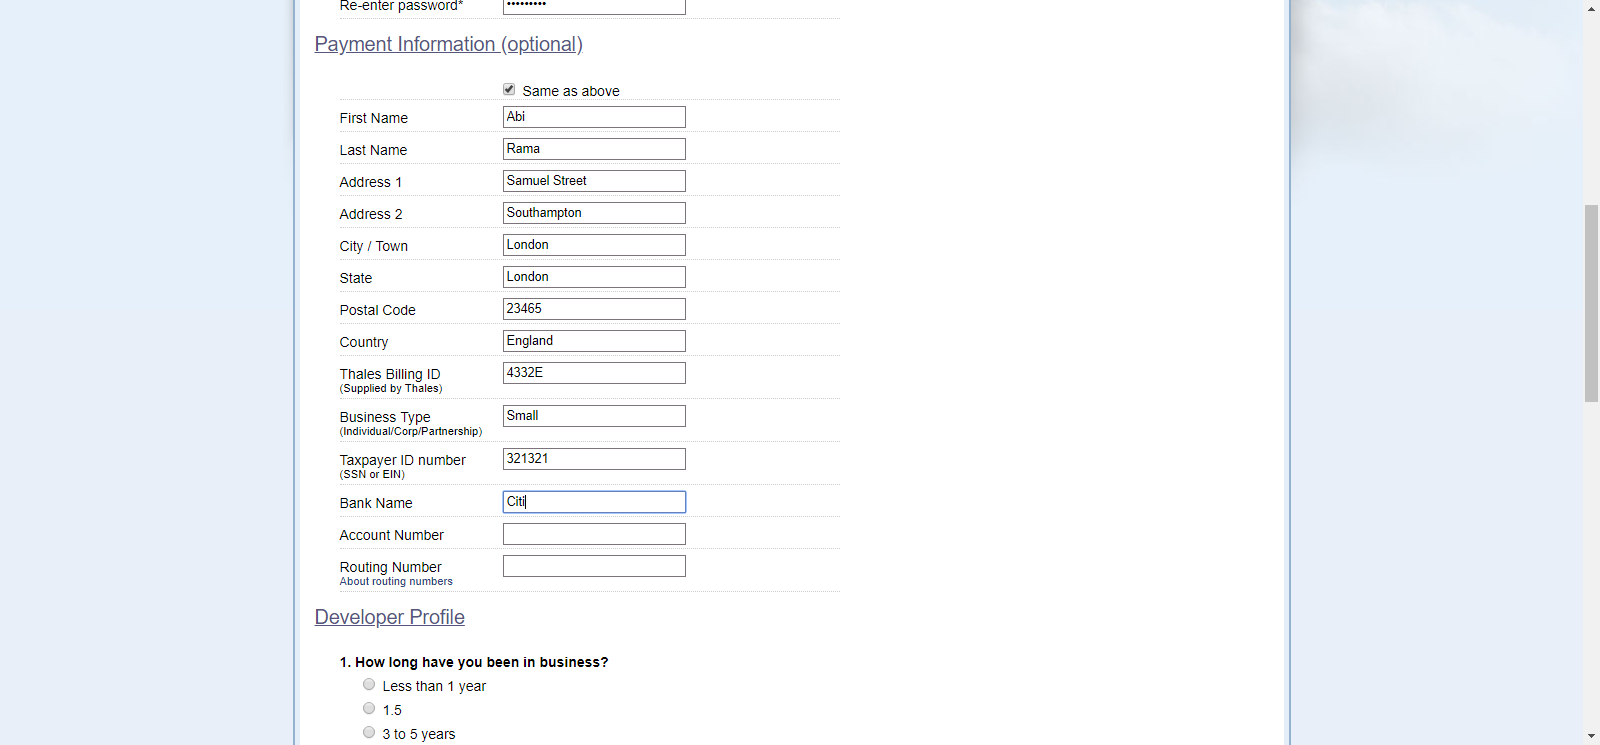 Re-enter password*
Payment Information (optional)
Same as above
First Name Abi
Last Name Rama
Address 1 Samuel Street
Address 2 Southampton
City / Town London
State London
Postal Code 23465
Country England
Thales Billing ID 4332E
(Supplied by Thales)
Business Type Small
(Individual/Corp/Partnership)
Taxpayer ID number 321321
(SSN or EIN)
Bank Name Citi
Account Number
Routing Number
About routing numbers
Developer Profile
1. How long have you been in business?
Less than 1 year
1.5
3 to 5 years